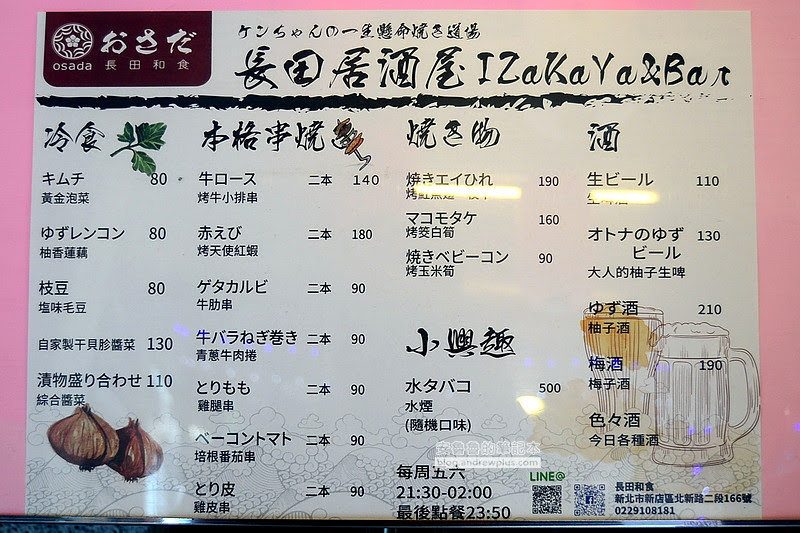 おさだ
osada 長田和食
ケンちゃんの一生懸命焼き道場
長田居酒屋 IZaKaYa&Bar
冷食
キムチ 80
黃金泡菜
ゆずレンコン 80
柚香蓮藕
枝豆 80
塩味毛豆
自家製干貝胗醬菜 130
漬物盛り合わせ 110
綜合醬菜
本格串燒
牛ロース 二本 140
烤牛小排串
赤えび 二本 180
烤天使紅蝦
ゲタカルビ 二本 90
牛肋串
牛バラねぎ巻き 二本 90
青蔥牛肉捲
とりもも 二本 90
雞腿串
ベーコントマト 二本 90
培根番茄串
とり皮 二本 90
雞皮串
焼き物
焼きエイひれ 190
マコモタケ 160
烤筊白筍
焼きベビーコン 90
烤玉米筍
小興趣
水タバコ 500
水煙
(隨機口味)
每周五六
21:30-02:00
最後點餐23:50
酒
生ビール 110
オトナのゆず 130
ビール
大人的柚子生啤
ゆず酒 210
柚子酒
梅酒 190
梅子酒
色々酒
今日各種酒
LINE@
長田和食
新北市新店區北新路二段166號
0229108181
安魯魯的筆記本
blog.andrewplus.com